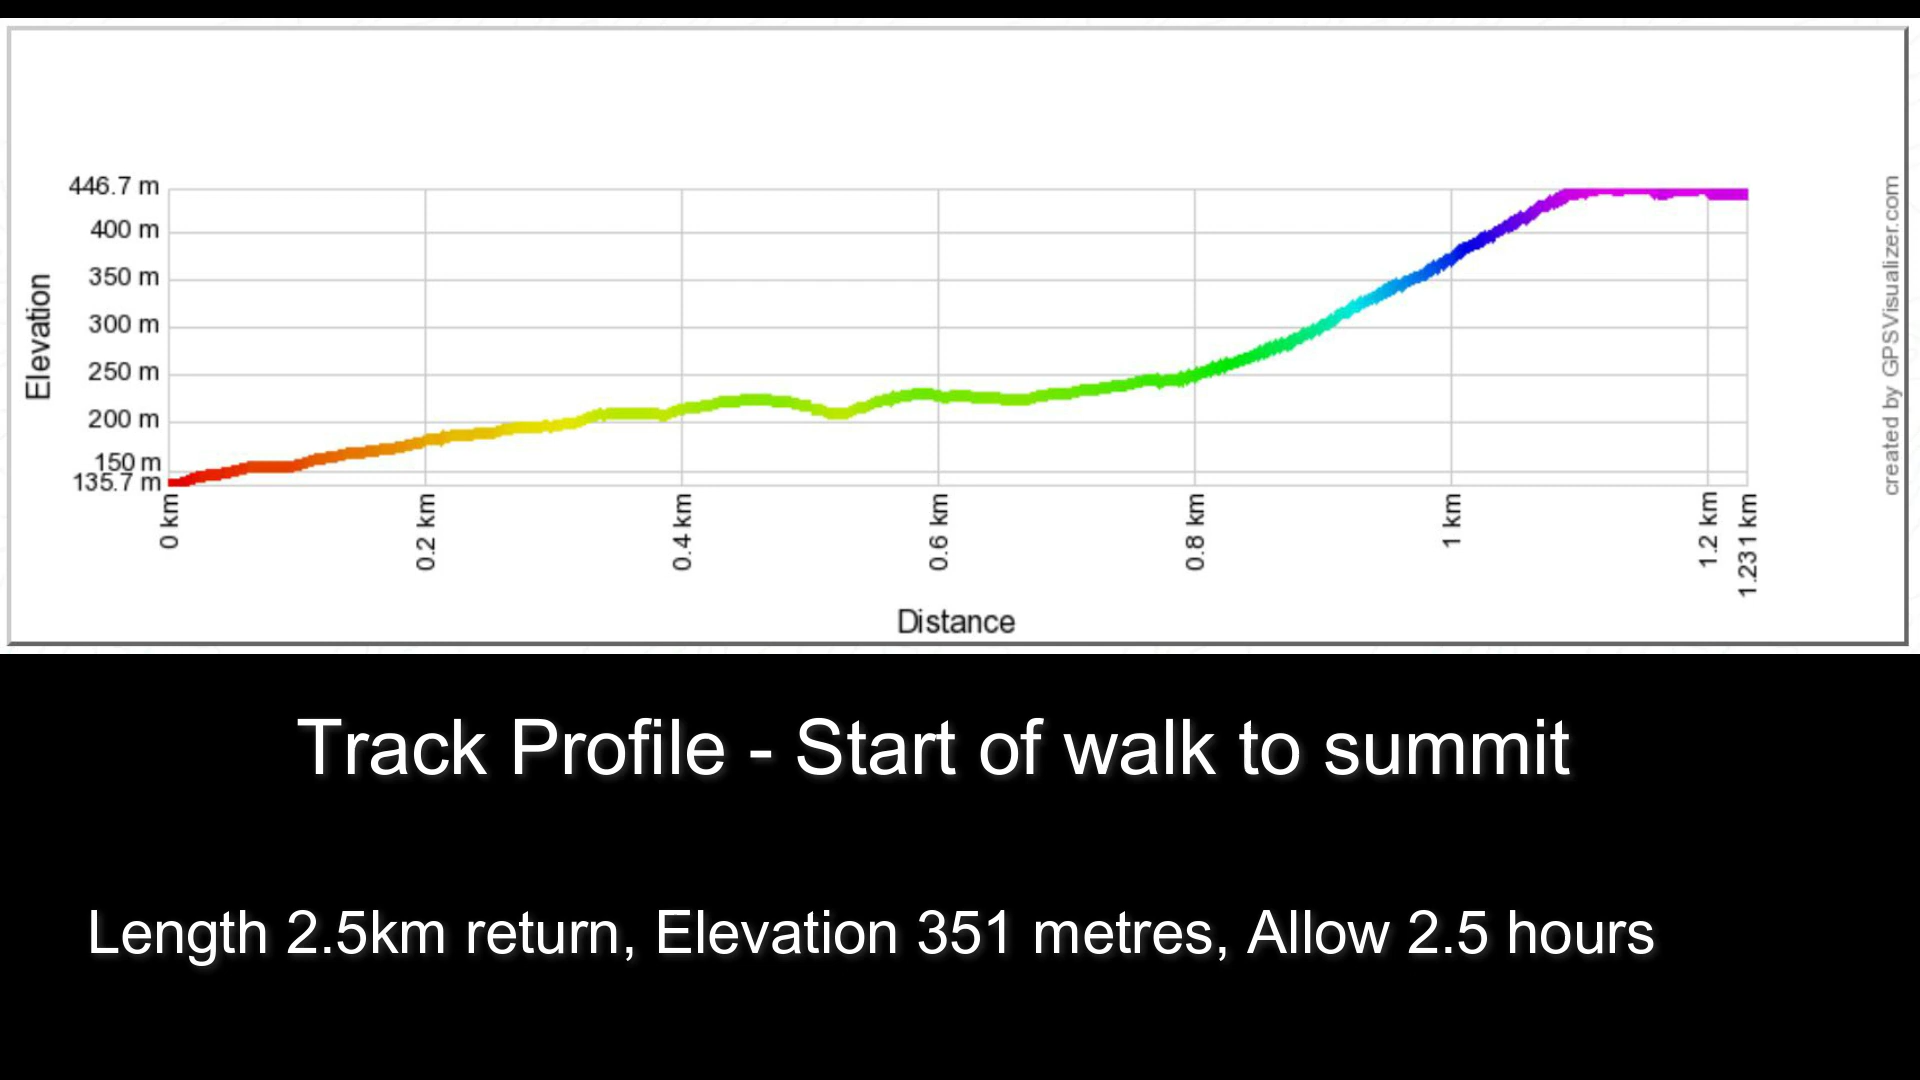 446.7 m
400 m
350 m
300 m
250 m
200 m
150 m
135.7 m
Elevation
0 km
0.2 km
0.4 km
0.6 km
0.8 km
1 km
1.2 km
1.231 km
Distance
created by GPSVisualizer.com
Track Profile - Start of walk to summit
Length 2.5km return, Elevation 351 metres, Allow 2.5 hours